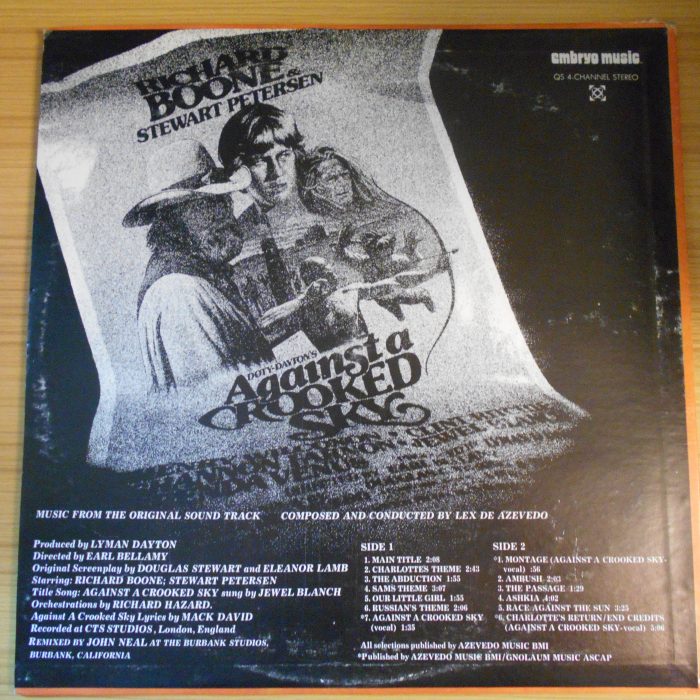 embryo music
QS 4-CHANNEL STEREO
RICHARD
BOONE &
STEWART PETERSEN
DOTY-DAYTON'S
Against a
CROOKED
SKY
MUSIC FROM THE ORIGINAL SOUND TRACK COMPOSED AND CONDUCTED BY LEX DE AZEVEDO
Produced by LYMAN DAYTON
Directed by EARL BELLAMY
Original Screenplay by DOUGLAS STEWART and ELEANOR LAMB
Starring: RICHARD BOONE; STEWART PETERSEN
Title Song: AGAINST A CROOKED SKY sung by JEWEL BLANCH
Orchestrations by RICHARD HAZARD.
Against A Crooked Sky Lyrics by MACK DAVID
Recorded at CTS STUDIOS, London, England
REMIXED BY JOHN NEAL AT THE BURBANK STUDIOS,
BURBANK, CALIFORNIA
SIDE 1
1. MAIN TITLE 2:08
2. CHARLOTTES THEME 2:43
3. THE ABDUCTION 1:55
4. SAMS THEME 3:07
5. OUR LITTLE GIRL 1:55
6. RUSSIAN'S THEME 2:06
*7. AGAINST A CROOKED SKY
(vocal) 1:35
SIDE 2
*1. MONTAGE (AGAINST A CROOKED SKY-
vocal) :56
2. AMBUSH 2:03
3. THE PASSAGE 1:29
4. ASHKIA 4:02
5. RACE AGAINST THE SUN 3:25
*6. CHARLOTTE'S RETURN/END CREDITS
(AGAINST A CROOKED SKY-vocal) 5:06
All selections published by AZEVEDO MUSIC BMI
*Published by AZEVEDO MUSIC BMI/GNOLAUM MUSIC ASCAP